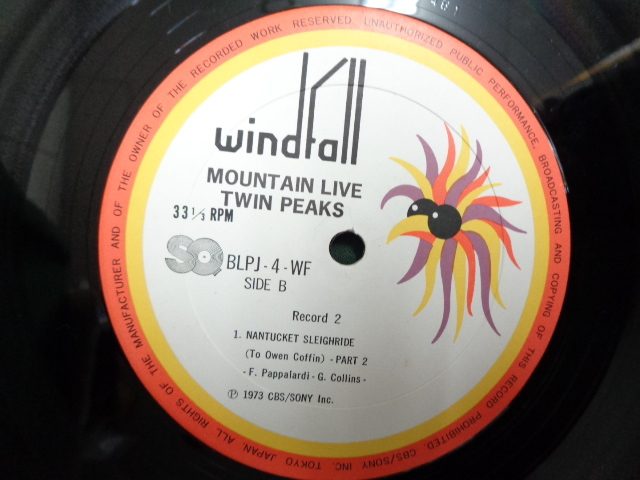 ALL RIGHTS OF THE MANUFACTURER AND OF THE OWNER OF THE RECORDED WORK RESERVED. UNAUTHORIZED PUBLIC PERFORMANCE, BROADCASTING AND COPYING OF THIS RECORD PROHIBITED. CBS/SONY INC. TOKYO JAPAN.
windfall
MOUNTAIN LIVE
TWIN PEAKS
33 1/3 RPM
SQ BLPJ-4-WF
SIDE B
Record 2
1. NANTUCKET SLEIGHRIDE
(To Owen Coffin) - PART 2
- F. Pappalardi - G. Collins -
Ⓟ 1973 CBS/SONY Inc.